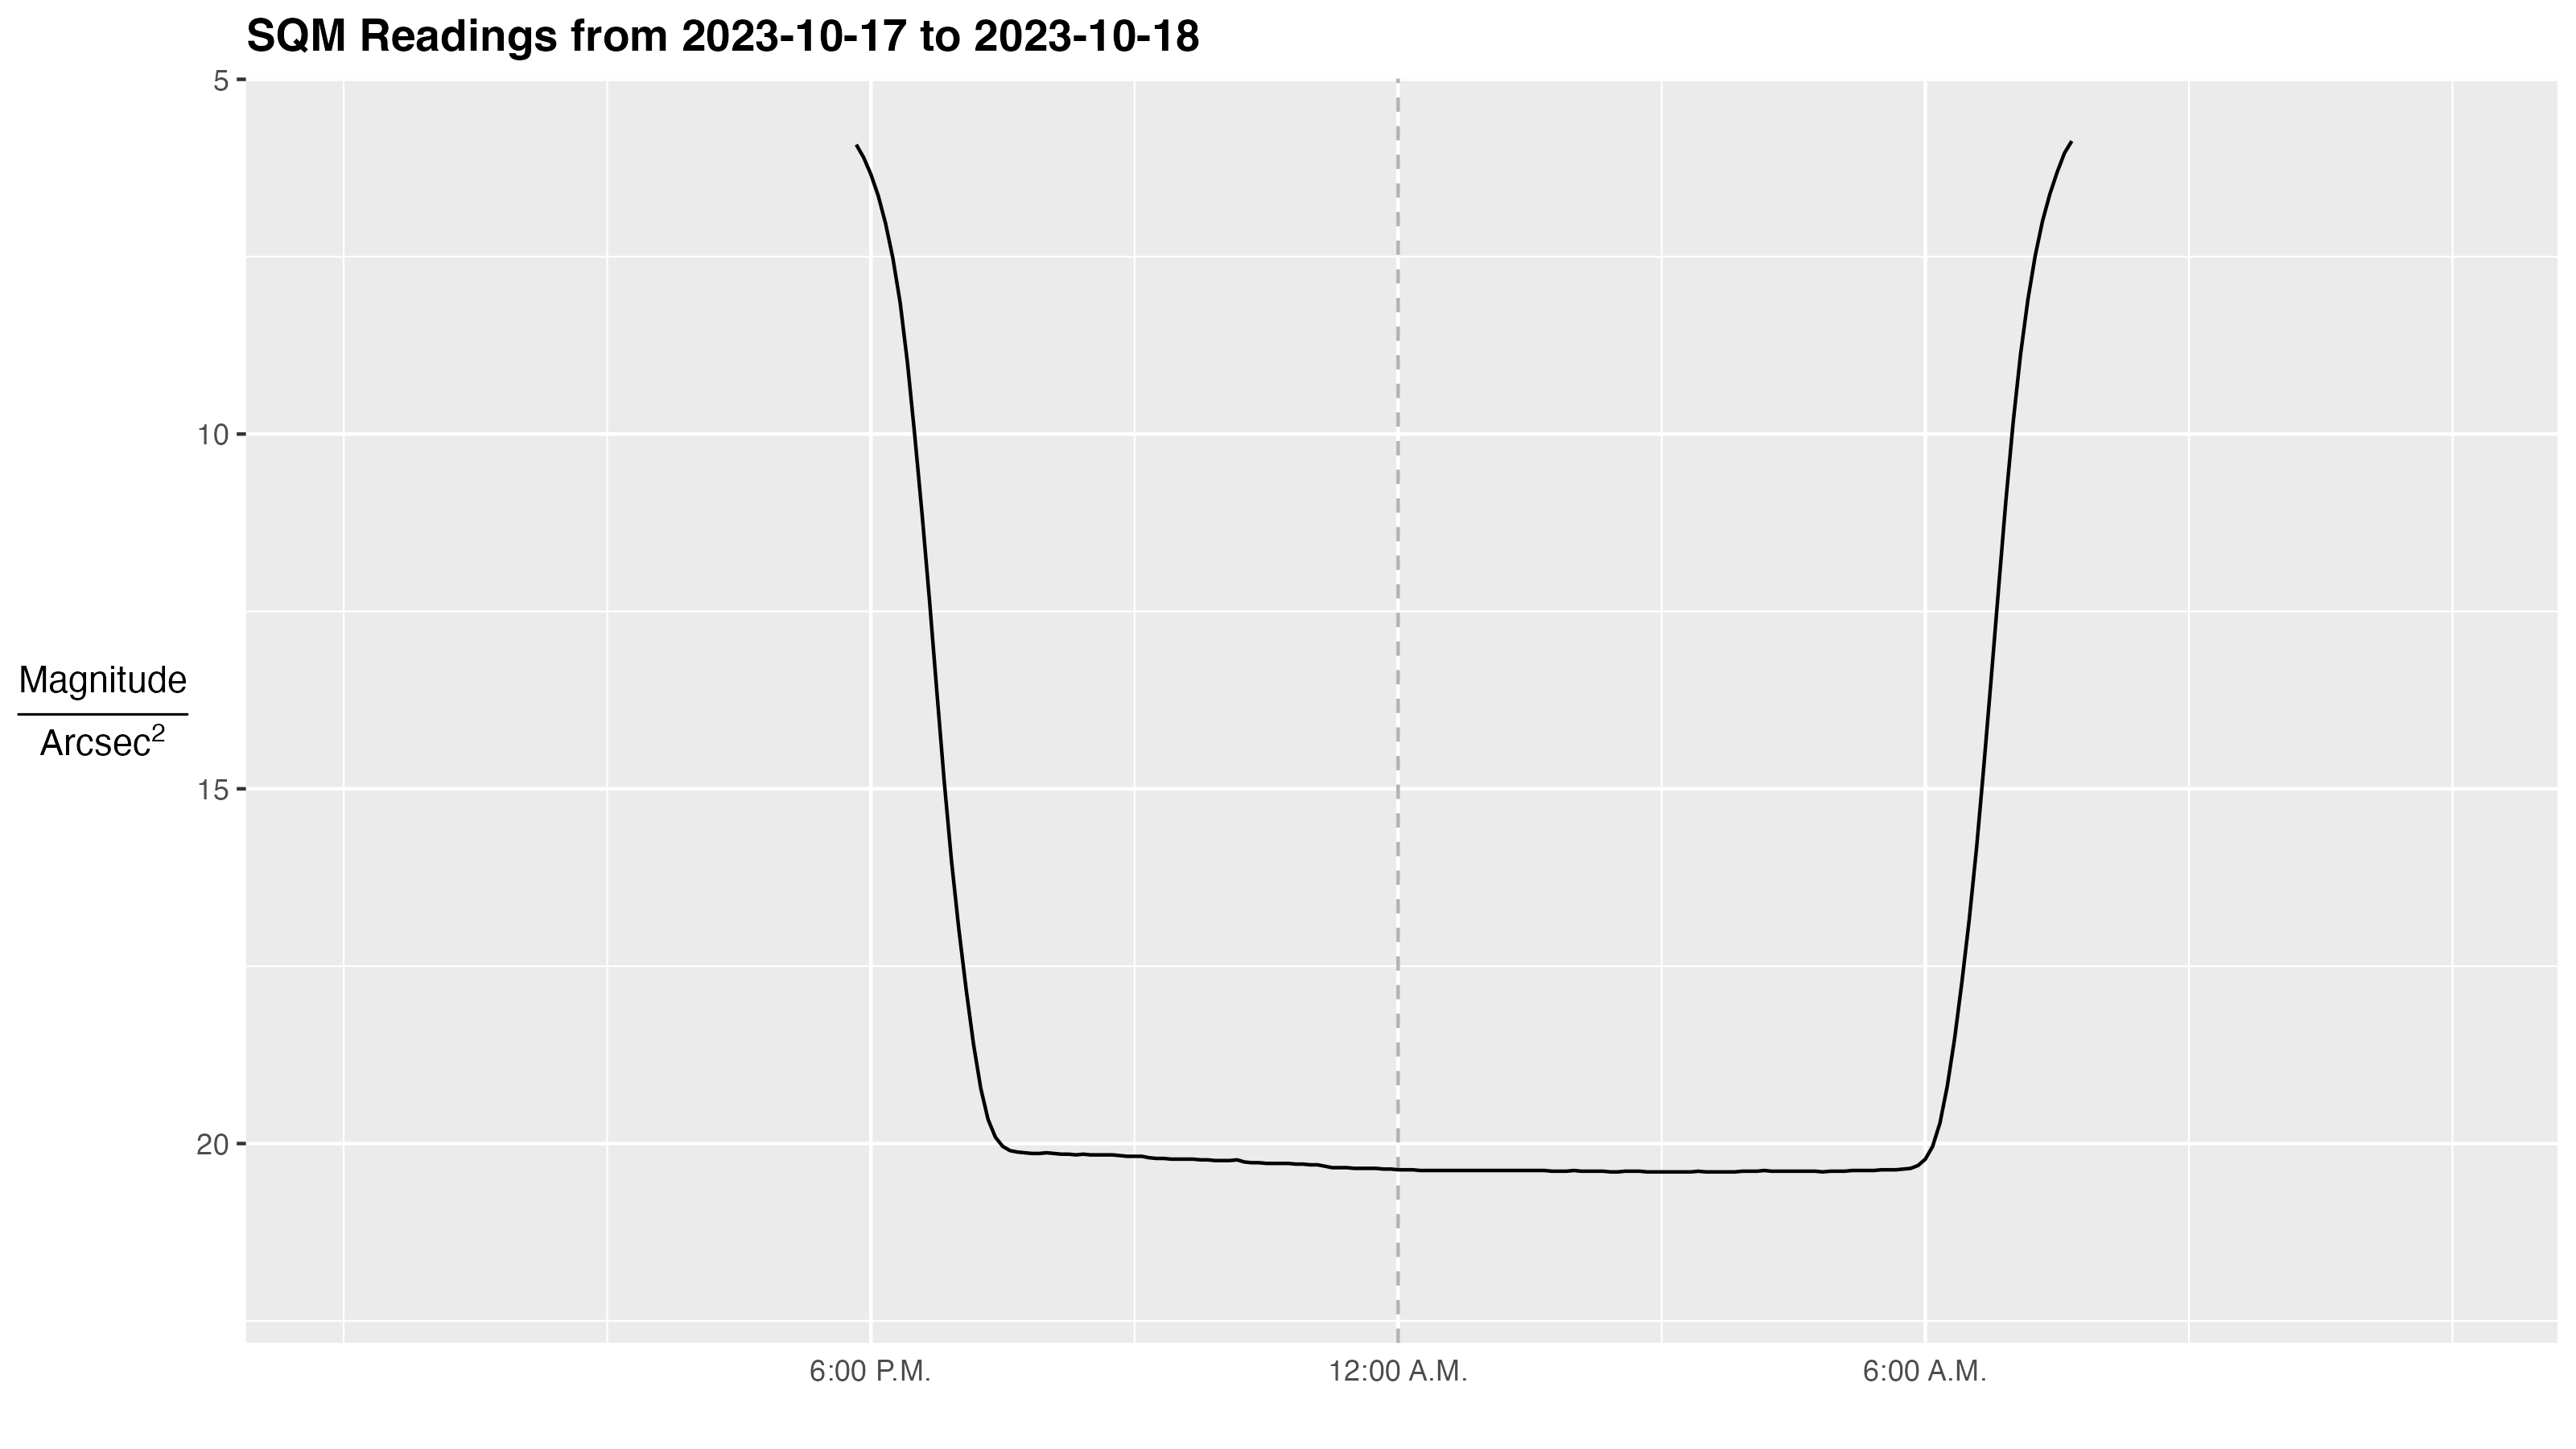 SQM Readings from 2023-10-17 to 2023-10-18
5
10
Magnitude
Arcsec²
15
20
6:00 P.M. 12:00 A.M. 6:00 A.M.